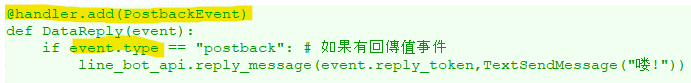 @handler.add(PostbackEvent)
def DataReply(event):
    if event.type == "postback": # 如果有回傳值事件
        line_bot_api.reply_message(event.reply_token,TextSendMessage("喽!"))